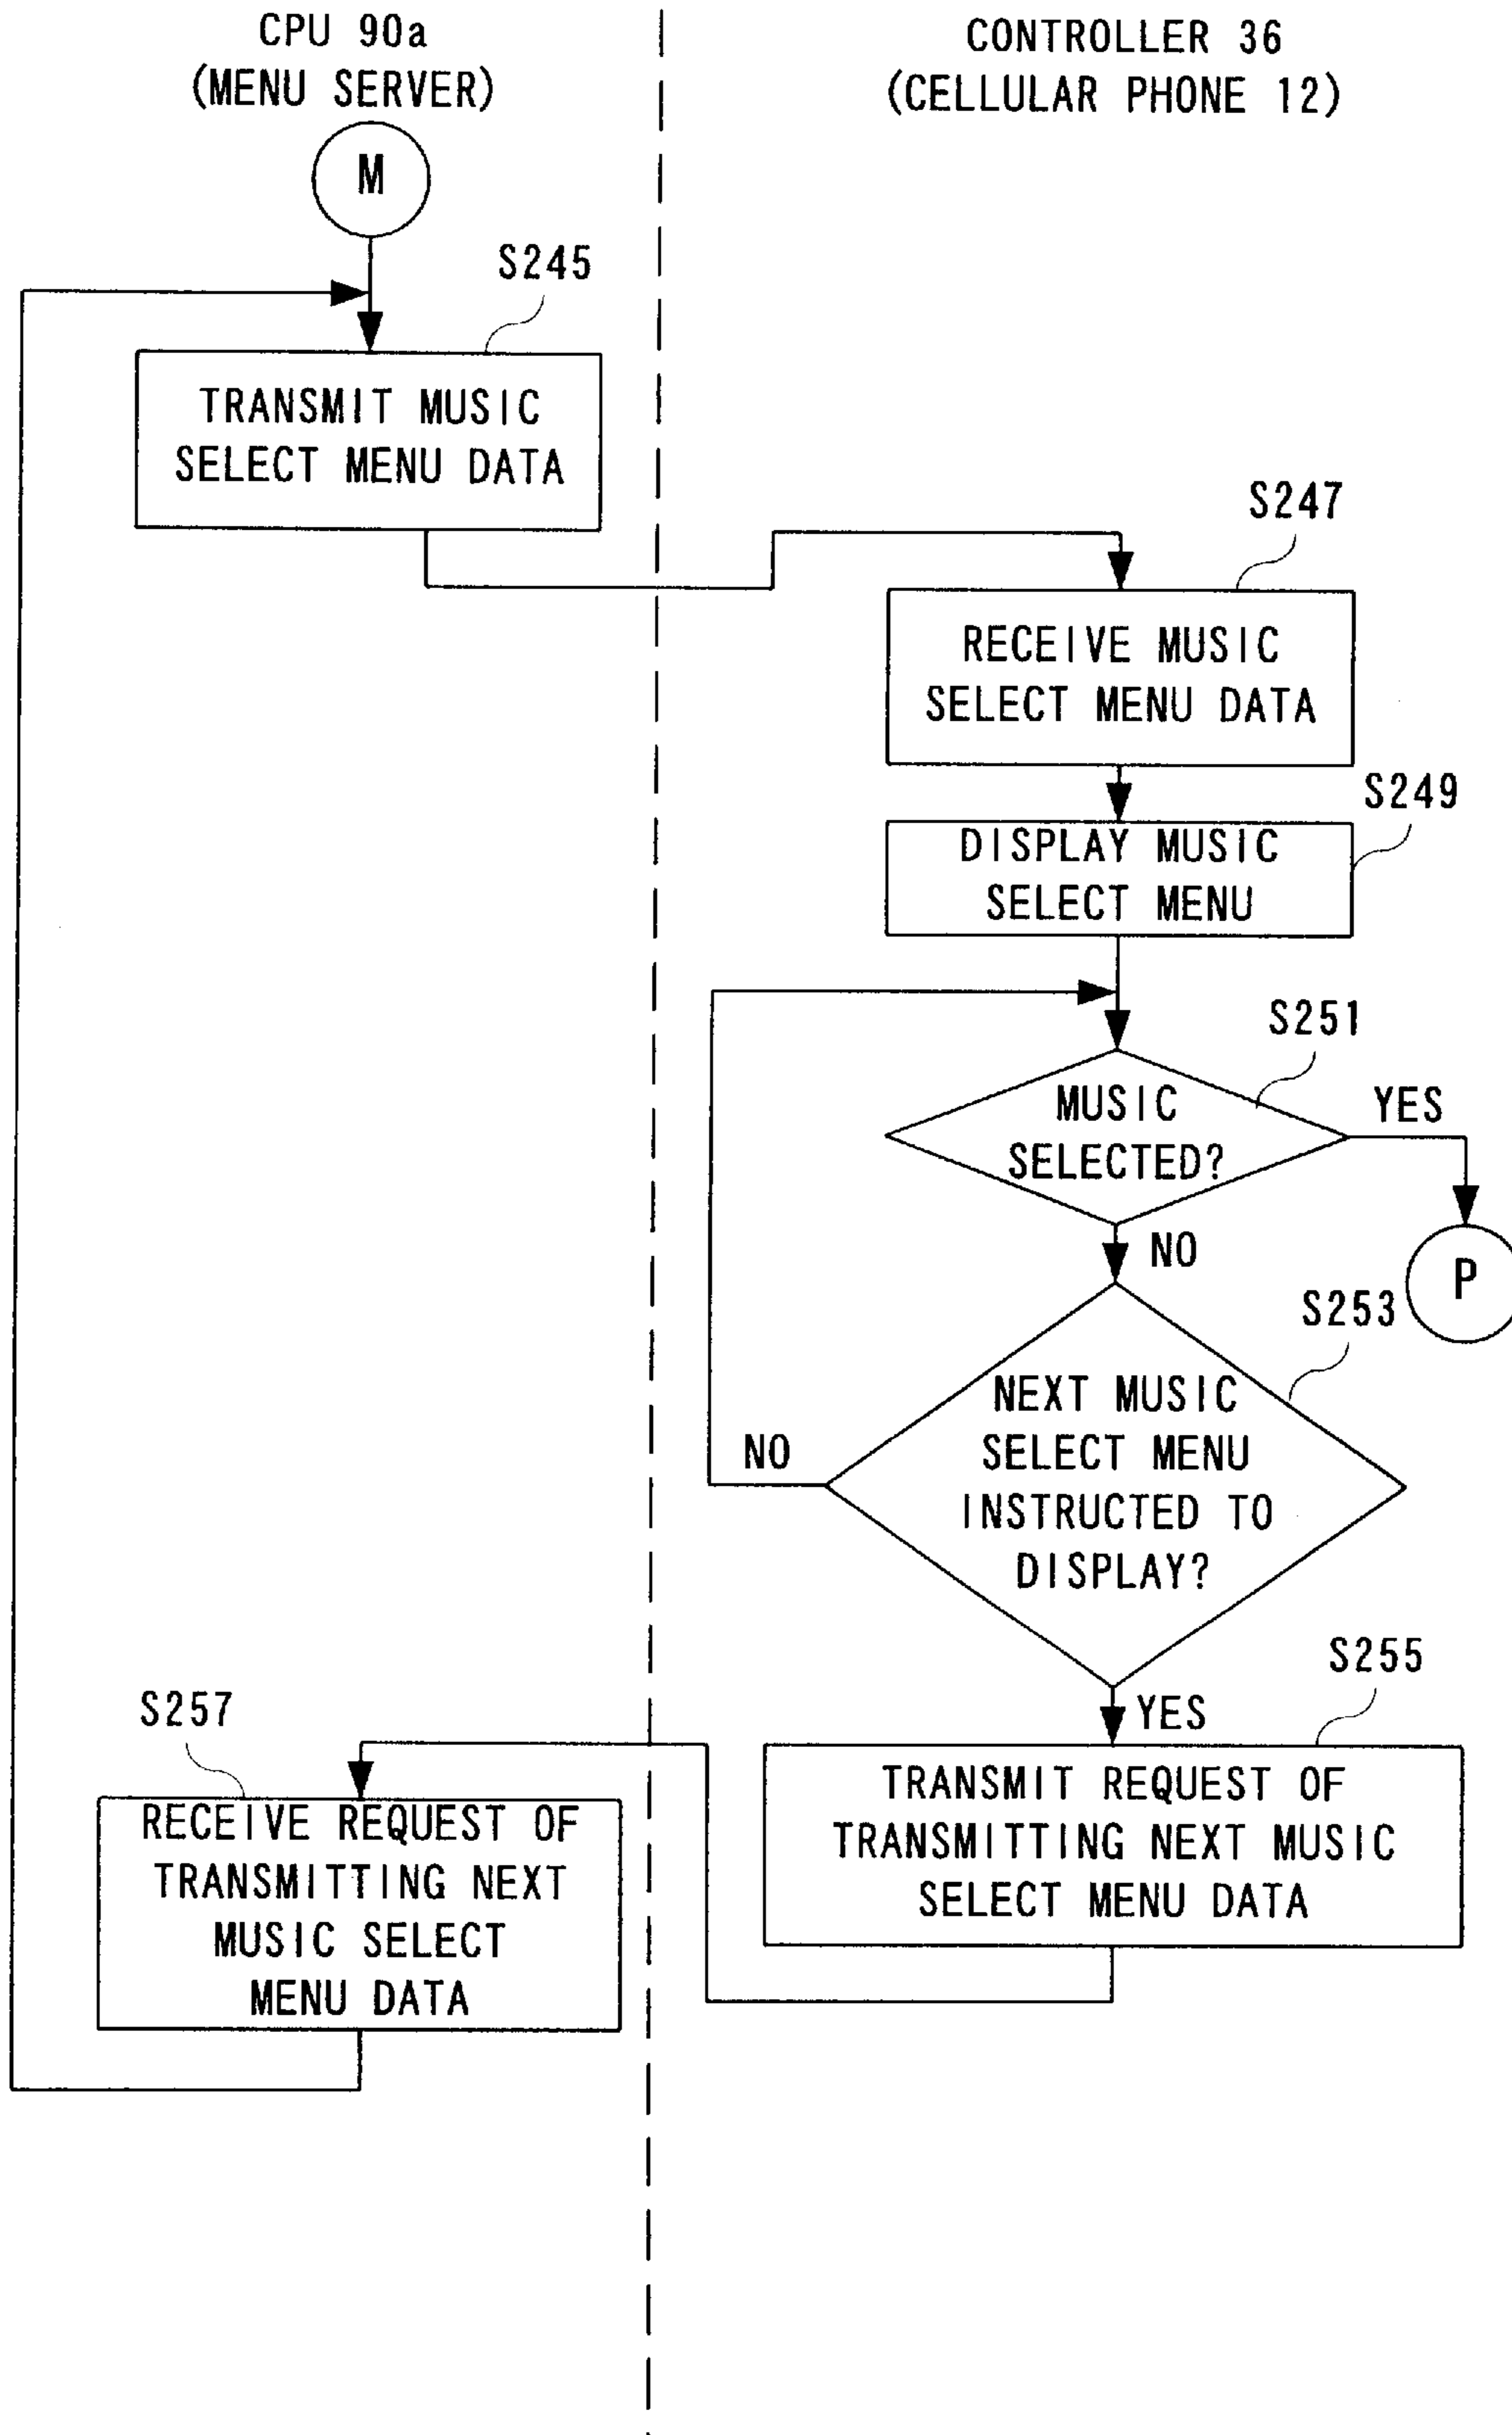 CPU 90a
(MENU SERVER)
CONTROLLER 36
(CELLULAR PHONE 12)
M
S245
TRANSMIT MUSIC
SELECT MENU DATA
S247
RECEIVE MUSIC
SELECT MENU DATA
S249
DISPLAY MUSIC
SELECT MENU
S251
MUSIC
SELECTED?
YES
NO
P
S253
NEXT MUSIC
SELECT MENU
INSTRUCTED TO
DISPLAY?
NO
YES
S255
TRANSMIT REQUEST OF
TRANSMITTING NEXT MUSIC
SELECT MENU DATA
S257
RECEIVE REQUEST OF
TRANSMITTING NEXT
MUSIC SELECT
MENU DATA